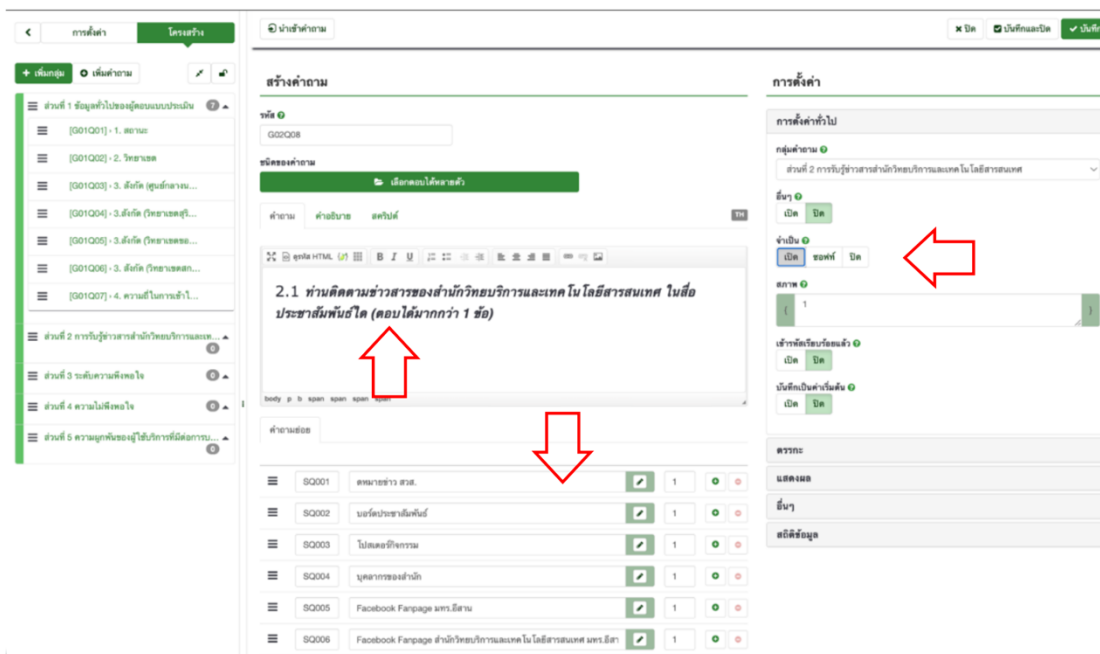 การตั้งค่า
โครงสร้าง
นำเข้าคำถาม
ปิด
บันทึกและปิด
บันทึก
เพิ่มกลุ่ม
เพิ่มคำถาม
ส่วนที่ 1 ข้อมูลทั่วไปของผู้ตอบแบบประเมิน 7
[G01Q01] - 1. สถานะ
[G01Q02] - 2. วิทยาเขต
[G01Q03] - 3. สังกัด (ศูนย์กลางน...
[G01Q04] - 3.สังกัด (วิทยาเขตสุริ...
[G01Q05] - 3.สังกัด (วิทยาเขตขอ...
[G01Q06] - 3. สังกัด (วิทยาเขตสก...
[G01Q07] - 4. ความถี่ในการเข้าใ...
ส่วนที่ 2 การรับรู้ข่าวสารสำนักวิทยบริการและเท...
0
ส่วนที่ 3 ระดับความพึงพอใจ 0
ส่วนที่ 4 ความไม่พึงพอใจ 0
ส่วนที่ 5 ความผูกพันของผู้ใช้บริการที่มีต่อการบ...
0
สร้างคำถาม
รหัส
G02Q08
ชนิดของคำถาม
เลือกตอบได้หลายตัว
คำถาม
คำอธิบาย
สคริปต์
TH
ดูรหัส HTML
B I U
2.1 ท่านติดตามข่าวสารของสำนักวิทยบริการและเทคโนโลยีสารสนเทศ ในสื่อ
ประชาสัมพันธ์ใด (ตอบได้มากกว่า 1 ข้อ)
body p b span span span span
คำถามย่อย
SQ001 จดหมายข่าว สวส. 1
SQ002 บอร์ดประชาสัมพันธ์ 1
SQ003 โปสเตอร์กิจกรรม 1
SQ004 บุคลากรของสำนัก 1
SQ005 Facebook Fanpage มทร.อีสาน 1
SQ006 Facebook Fanpage สำนักวิทยบริการและเทคโนโลยีสารสนเทศ มทร.อีสา 1
การตั้งค่า
การตั้งค่าทั่วไป
กลุ่มคำถาม
ส่วนที่ 2 การรับรู้ข่าวสารสำนักวิทยบริการและเทคโนโลยีสารสนเทศ
อื่นๆ
เปิด ปิด
จำเป็น
เปิด ซอฟท์ ปิด
สภาพ
{ 1 }
เข้ารหัสเรียบร้อยแล้ว
เปิด ปิด
บันทึกเป็นค่าเริ่มต้น
เปิด ปิด
ตรรกะ
แสดงผล
อื่นๆ
สถิติข้อมูล